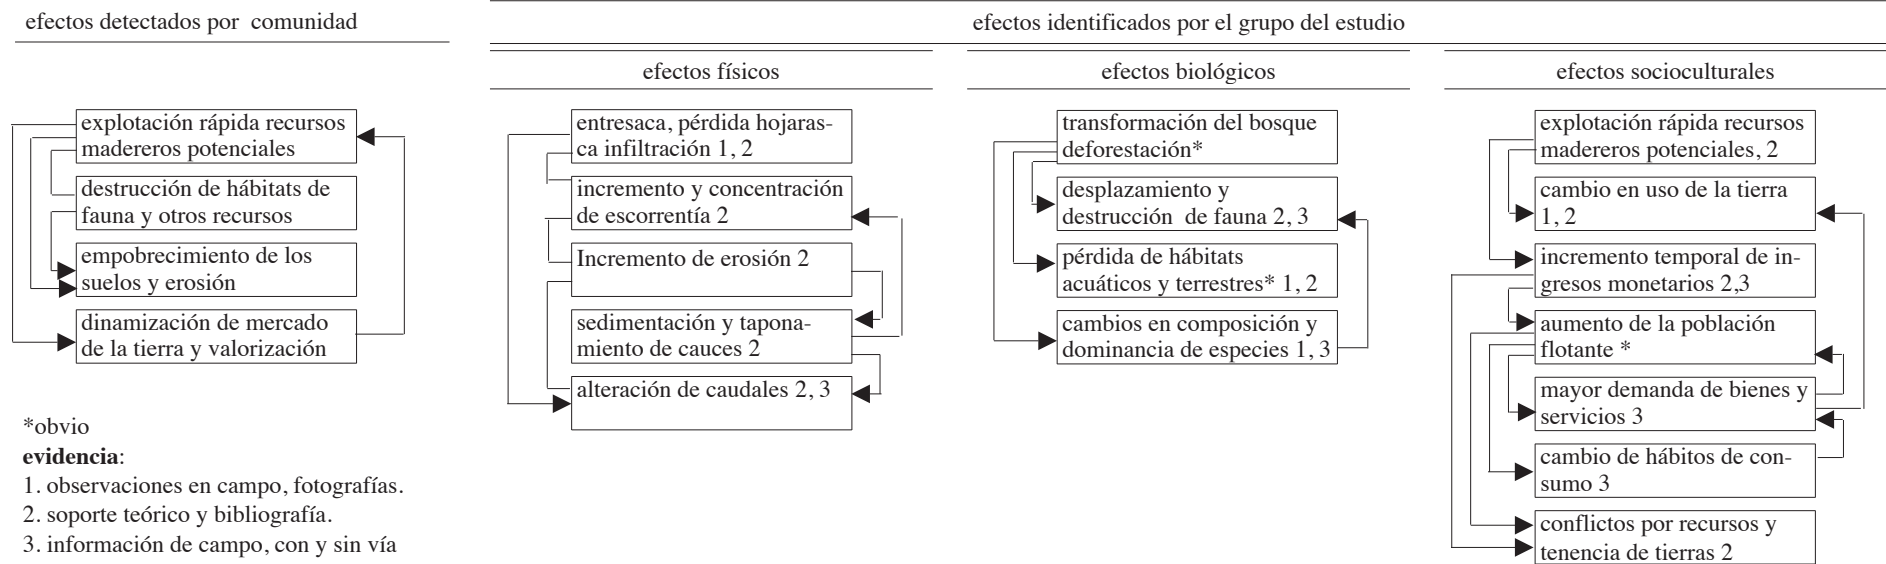 efectos detectados por comunidad
efectos identificados por el grupo del estudio
efectos físicos
efectos biológicos
efectos socioculturales
explotación rápida recursos
madereros potenciales
destrucción de hábitats de
fauna y otros recursos
empobrecimiento de los
suelos y erosión
dinamización de mercado
de la tierra y valorización
entresaca, pérdida hojaras-
ca infiltración 1, 2
incremento y concentración
de escorrentía 2
Incremento de erosión 2
sedimentación y tapona-
miento de cauces 2
alteración de caudales 2, 3
transformación del bosque
deforestación*
desplazamiento y
destrucción de fauna 2, 3
pérdida de hábitats
acuáticos y terrestres* 1, 2
cambios en composición y
dominancia de especies 1, 3
explotación rápida recursos
madereros potenciales, 2
cambio en uso de la tierra
1, 2
incremento temporal de in-
gresos monetarios 2,3
aumento de la población
flotante *
mayor demanda de bienes y
servicios 3
cambio de hábitos de con-
sumo 3
conflictos por recursos y
tenencia de tierras 2
*obvio
evidencia:
1. observaciones en campo, fotografías.
2. soporte teórico y bibliografía.
3. información de campo, con y sin vía